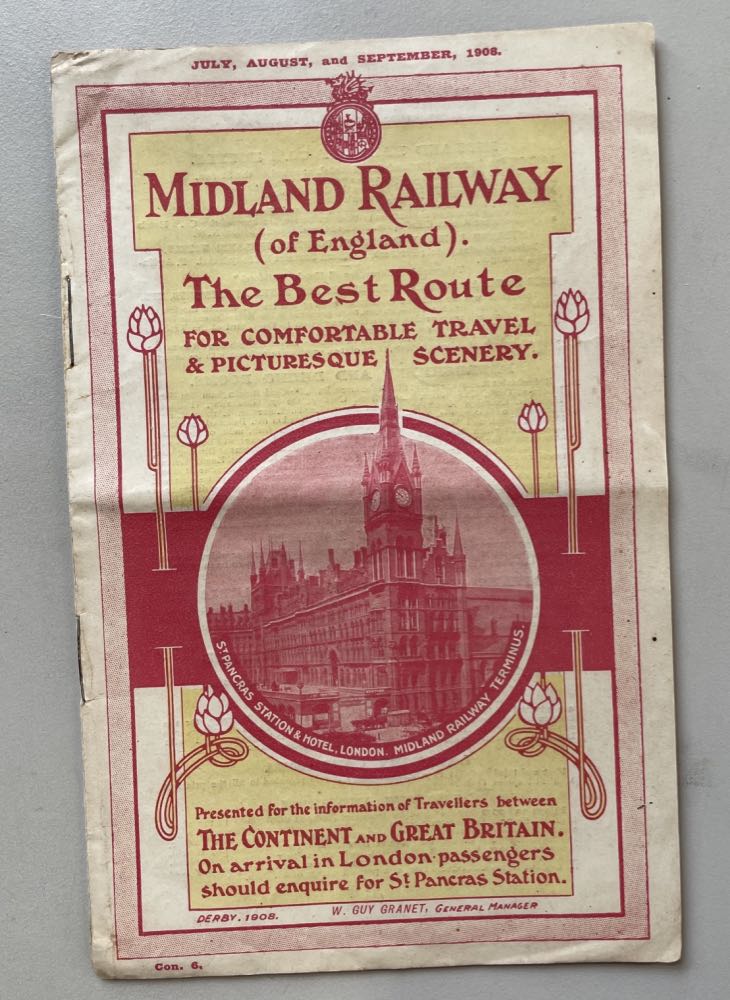 JULY, AUGUST, and SEPTEMBER, 1908.
MIDLAND RAILWAY
(of England).
The Best Route
FOR COMFORTABLE TRAVEL
& PICTURESQUE SCENERY.
ST PANCRAS STATION & HOTEL, LONDON. MIDLAND RAILWAY TERMINUS.
Presented for the information of Travellers between
THE CONTINENT AND GREAT BRITAIN.
On arrival in London passengers
should enquire for St Pancras Station.
DERBY. 1908. W. GUY GRANET, GENERAL MANAGER
Con. 6.